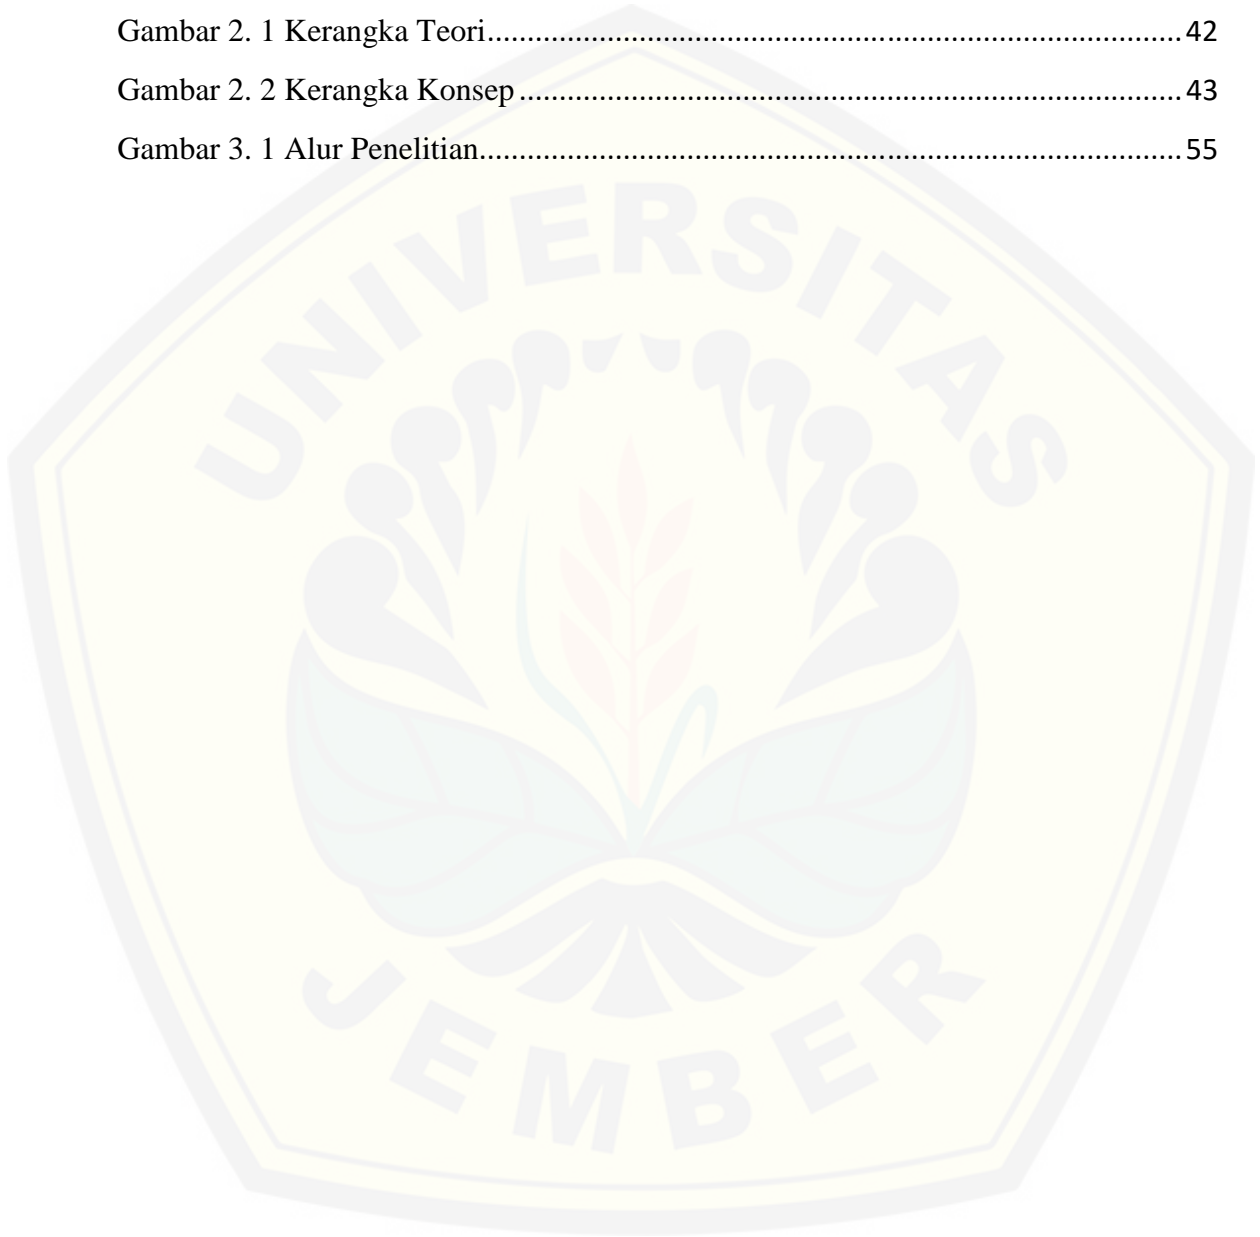 Gambar 2. 1 Kerangka Teori....................................................................................42
Gambar 2. 2 Kerangka Konsep................................................................................43
Gambar 3. 1 Alur Penelitian.....................................................................................55
UNIVERSITAS
JEMBER